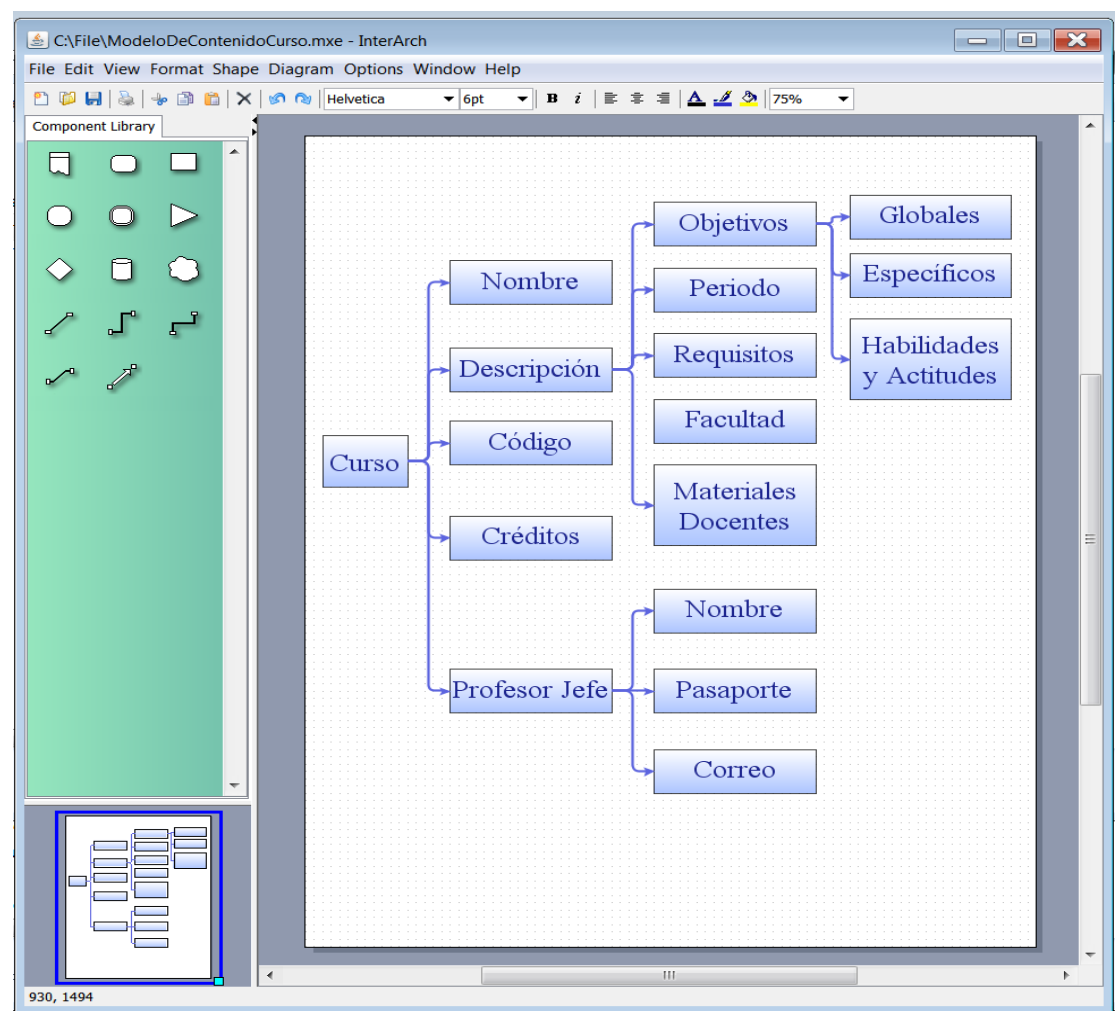 C:\File\ModeloDeContenidoCurso.mxe - InterArch
File Edit View Format Shape Diagram Options Window Help
Helvetica 6pt B i A 75%
Component Library
Objetivos
Globales
Nombre
Periodo
Específicos
Descripción
Requisitos
Habilidades
y Actitudes
Curso
Código
Facultad
Créditos
Materiales
Docentes
Nombre
Profesor Jefe
Pasaporte
Correo
930, 1494